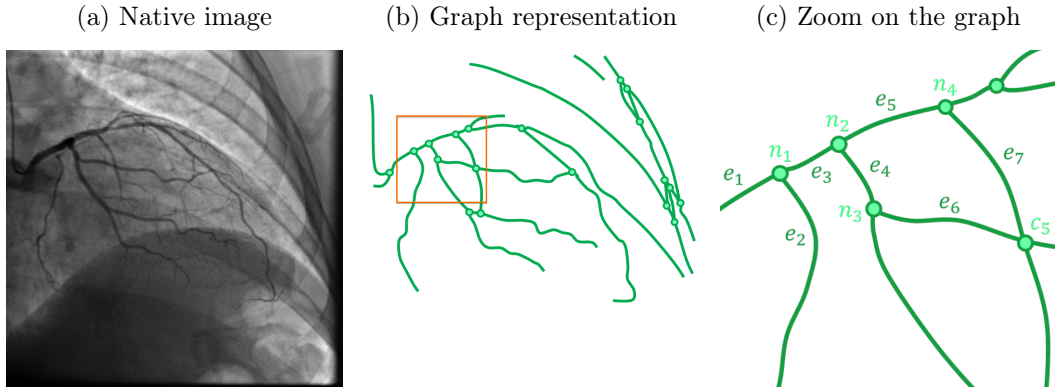 (a) Native image
(b) Graph representation
(c) Zoom on the graph
n₄
e₅
n₂
n₁
e₇
e₁
e₃
e₄
n₃
e₆
c₅
e₂